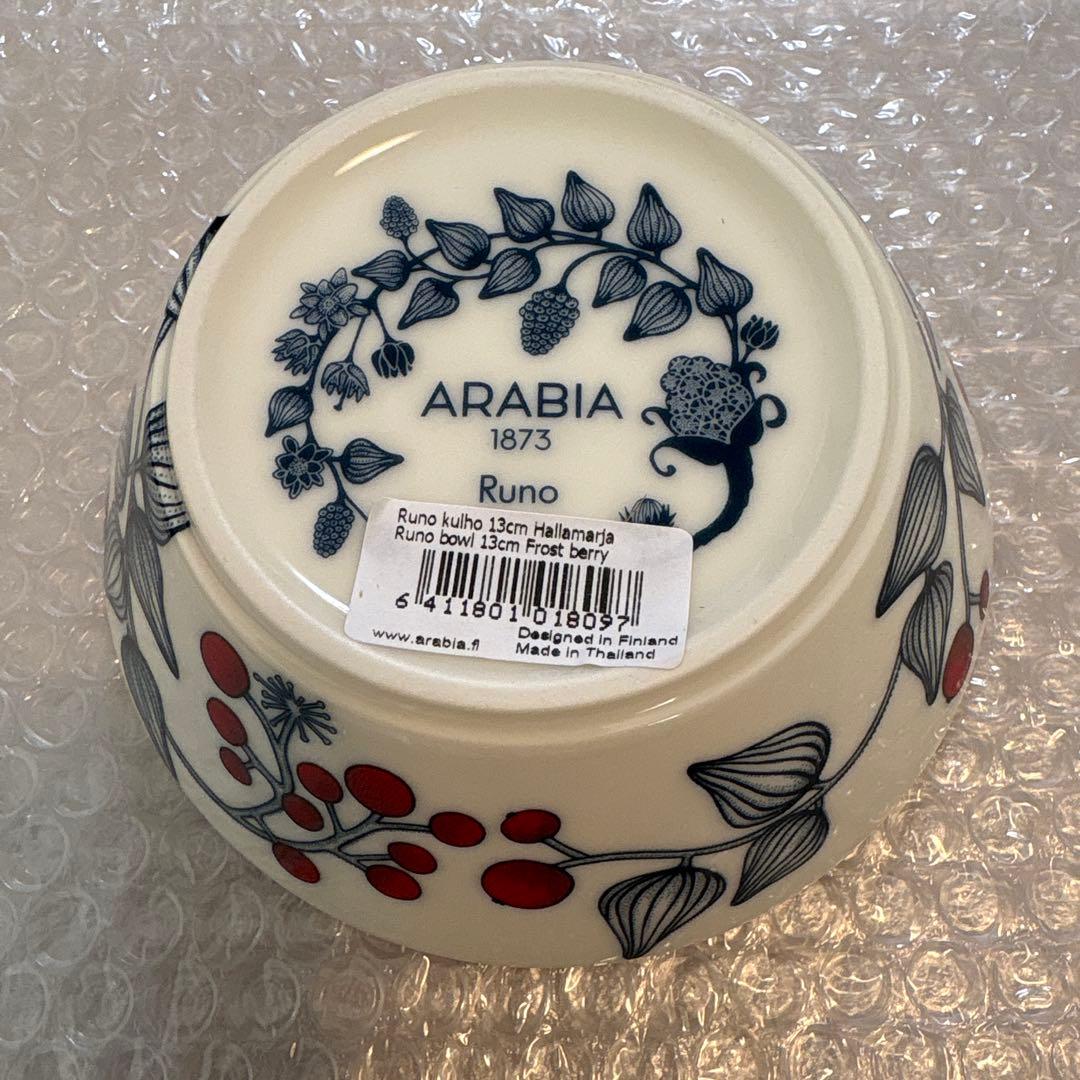 ARABIA
1873
Runo
Runo kulho 13cm Hallamarja
Runo bowl 13cm Frost berry
6 411801 018097
www.arabia.fi
Designed in Finland
Made in Thailand